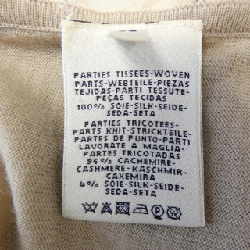 PARTIES TISSEES-WOVEN
PARTS-WEBTEILE-PIEZAS
TEJIDAS-PARTI TESSUTE-
PEÇAS TECIDAS
100% SOIE-SILK-SEIDE
SEDA-SETA
PARTIES TRICOTEES-
PARTS KNIT-STRICKTEILE-
PARTES DE PUNTO-PARTI
LAVORATE A MAGLIA-
PARTES TRICOTADAS
96% CACHEMIRE-
CASHMERE-KASCHMIR-
CAXEMIRA
4% SOIE-SILK-SEIDE-
SEDA-SETA